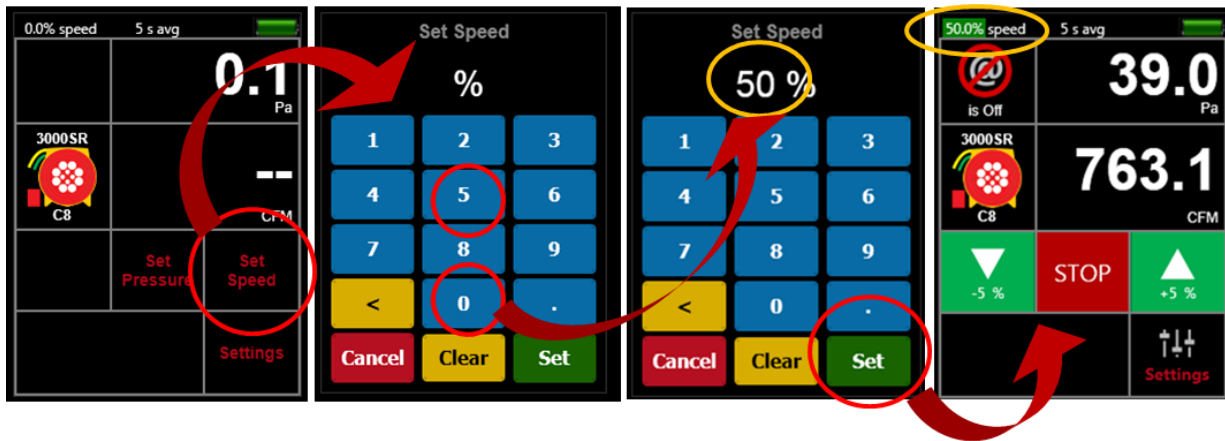 0.0% speed 5 s avg
0.1
Pa
3000SR
C8
--
CFM
Set Pressure
Set Speed
Settings
Set Speed
%
1 2 3
4 5 6
7 8 9
< 0 .
Cancel Clear Set
Set Speed
50 %
1 2 3
4 5 6
7 8 9
< 0 .
Cancel Clear Set
50.0% speed 5 s avg
@
is Off
39.0
Pa
3000SR
C8
763.1
CFM
-5 %
STOP
+5 %
Settings